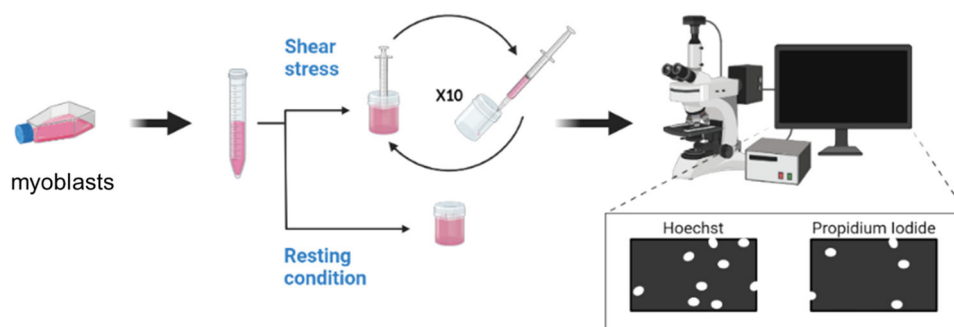 Shear
stress
X10
myoblasts
Resting
condition
Hoechst
Propidium Iodide